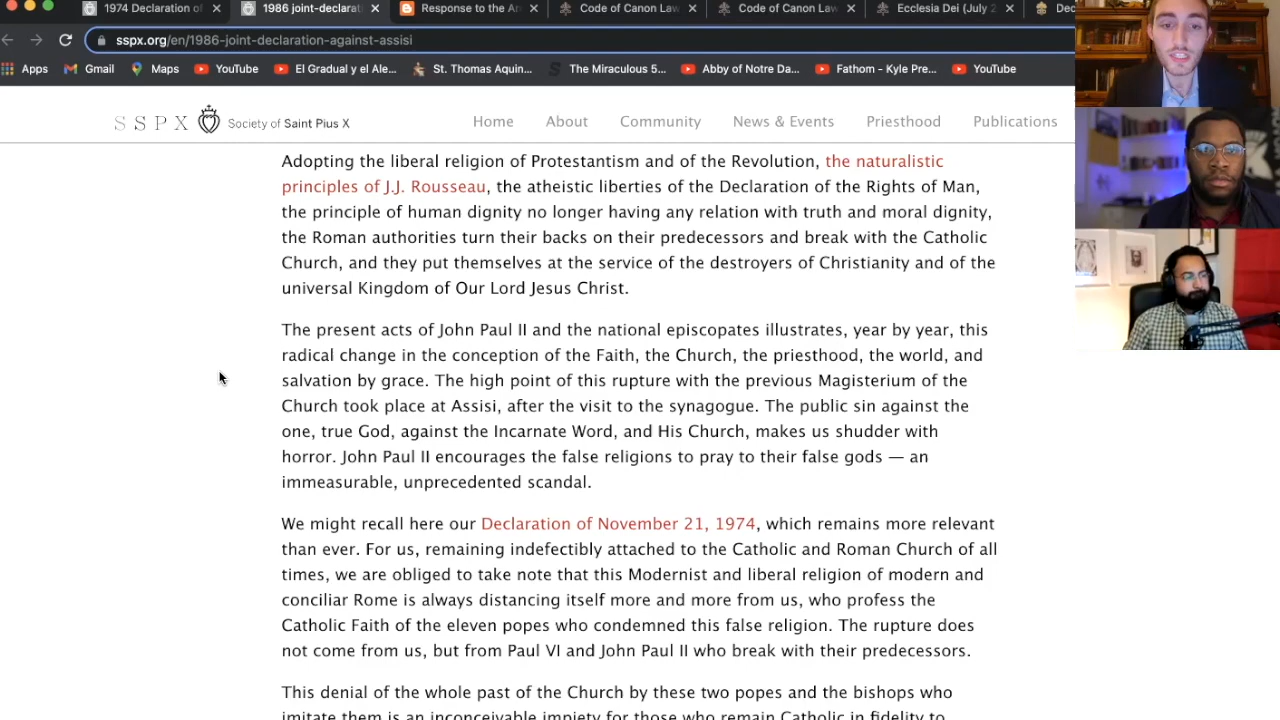 1974 Declaration of
1986 joint-declarat
Response to the Ar
Code of Canon Law
Code of Canon Law
Ecclesia Dei (July 2
Dec
sspx.org/en/1986-joint-declaration-against-assisi
Apps
Gmail
Maps
YouTube
El Gradual y el Ale...
St. Thomas Aquin...
The Miraculous 5...
Abby of Notre Da...
Fathom - Kyle Pre...
YouTube
SSPX Society of Saint Pius X
Home
About
Community
News & Events
Priesthood
Publications
Adopting the liberal religion of Protestantism and of the Revolution, the naturalistic
principles of J.J. Rousseau, the atheistic liberties of the Declaration of the Rights of Man,
the principle of human dignity no longer having any relation with truth and moral dignity,
the Roman authorities turn their backs on their predecessors and break with the Catholic
Church, and they put themselves at the service of the destroyers of Christianity and of the
universal Kingdom of Our Lord Jesus Christ.
The present acts of John Paul II and the national episcopates illustrates, year by year, this
radical change in the conception of the Faith, the Church, the priesthood, the world, and
salvation by grace. The high point of this rupture with the previous Magisterium of the
Church took place at Assisi, after the visit to the synagogue. The public sin against the
one, true God, against the Incarnate Word, and His Church, makes us shudder with
horror. John Paul II encourages the false religions to pray to their false gods — an
immeasurable, unprecedented scandal.
We might recall here our Declaration of November 21, 1974, which remains more relevant
than ever. For us, remaining indefectibly attached to the Catholic and Roman Church of all
times, we are obliged to take note that this Modernist and liberal religion of modern and
conciliar Rome is always distancing itself more and more from us, who profess the
Catholic Faith of the eleven popes who condemned this false religion. The rupture does
not come from us, but from Paul VI and John Paul II who break with their predecessors.
This denial of the whole past of the Church by these two popes and the bishops who
imitate them is an inconceivable impiety for those who remain Catholic in fidelity to